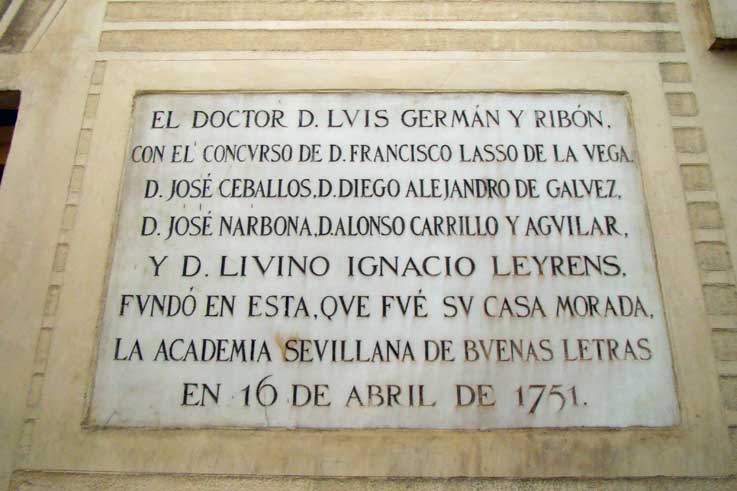 EL DOCTOR D. LVIS GERMÁN Y RIBÓN,
CON EL CONCVRSO DE D. FRANCISCO LASSO DE LA VEGA.
D. JOSÉ CEBALLOS, D. DIEGO ALEJANDRO DE GALVEZ,
D. JOSÉ NARBONA, D. ALONSO CARRILLO Y AGVILAR,
Y D. LIVINO IGNACIO LEYRENS.
FVNDÓ EN ESTA, QVE FVÉ SV CASA MORADA,
LA ACADEMIA SEVILLANA DE BVENAS LETRAS
EN 16 DE ABRIL DE 1751.